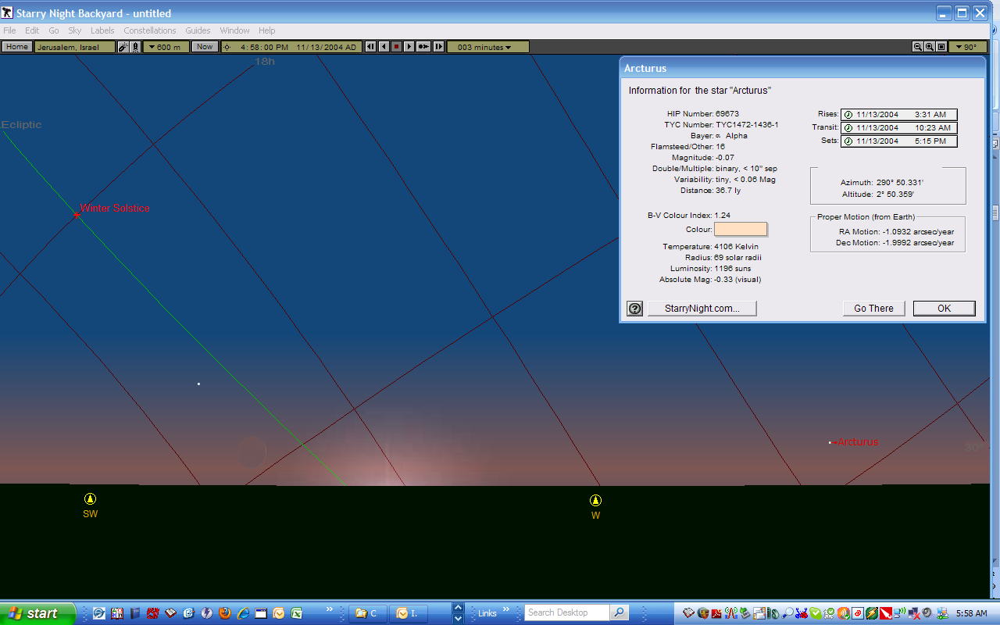 Starry Night Backyard - untitled
File Edit Go Sky Labels Constellations Guides Window Help
Home Jerusalem, Israel 600 m Now 4:58:00 PM 11/13/2004 AD 003 minutes 90°
18h
Ecliptic
Winter Solstice
Arcturus
Information for the star "Arcturus"
HIP Number: 69673
TYC Number: TYC1472-1436-1
Bayer: α Alpha
Flamsteed/Other: 16
Magnitude: -0.07
Double/Multiple: binary, < 10" sep
Variability: tiny, < 0.06 Mag
Distance: 36.7 ly
B-V Colour Index: 1.24
Colour:
Temperature: 4106 Kelvin
Radius: 69 solar radii
Luminosity: 1196 suns
Absolute Mag: -0.33 (visual)
Rises: 11/13/2004 3:31 AM
Transit: 11/13/2004 10:23 AM
Sets: 11/13/2004 5:15 PM
Azimuth: 290° 50.331'
Altitude: 2° 50.359'
Proper Motion (from Earth)
RA Motion: -1.0932 arcsec/year
Dec Motion: -1.9992 arcsec/year
? StarryNight.com... Go There OK
Arcturus
30°
SW
W
start C I. Links Search Desktop 5:58 AM